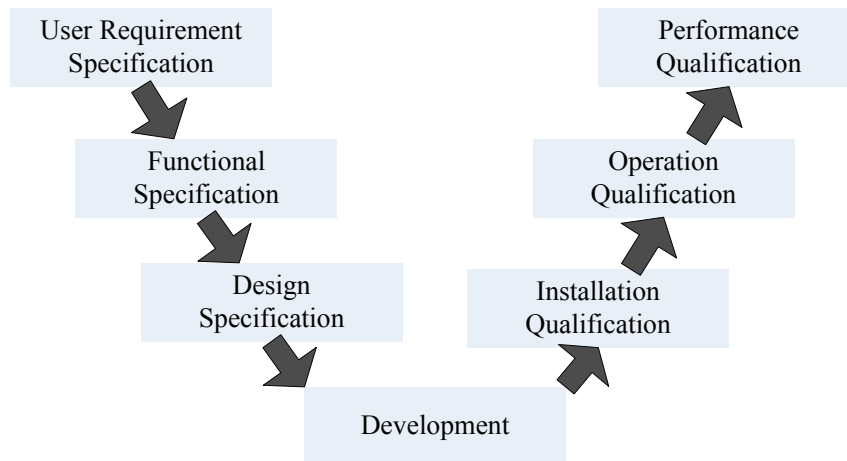 User Requirement
Specification
Functional
Specification
Design
Specification
Development
Installation
Qualification
Operation
Qualification
Performance
Qualification